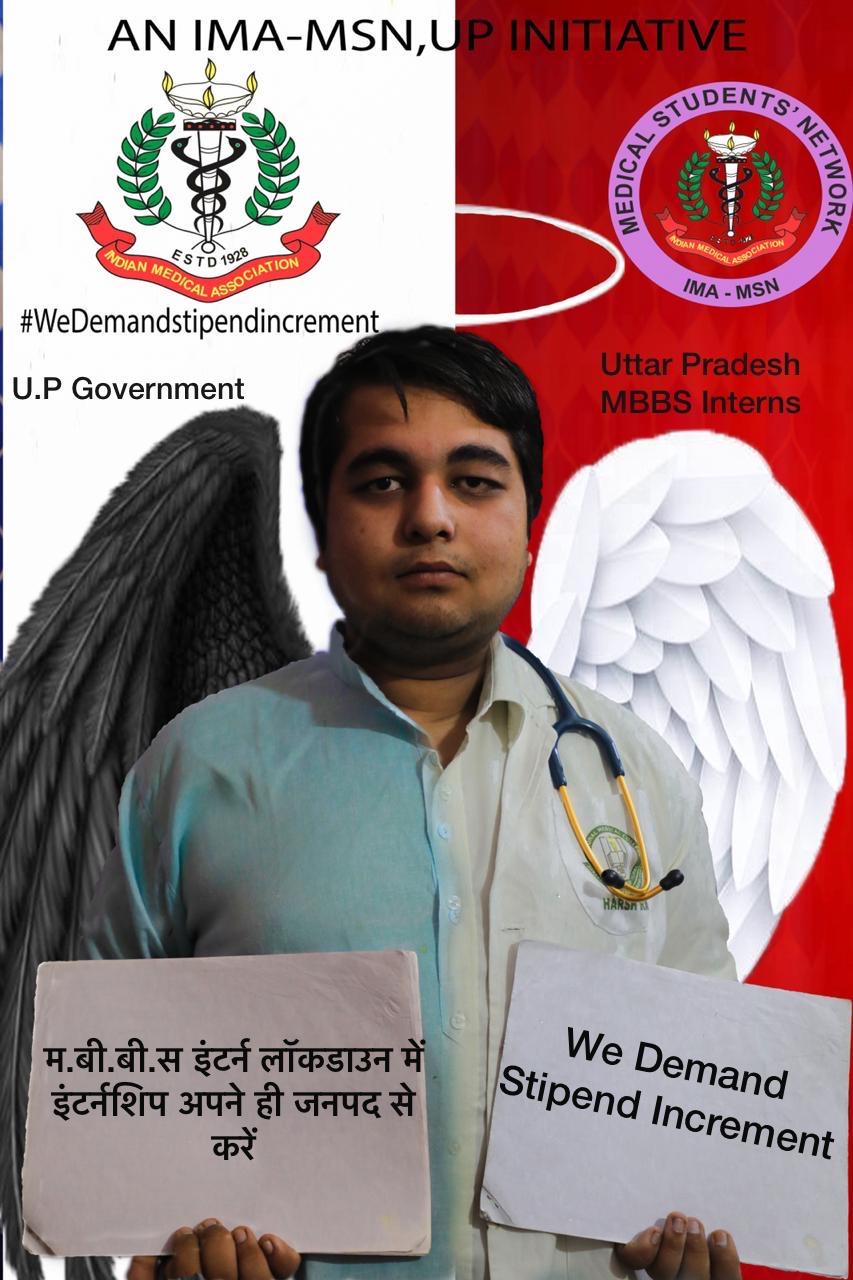 AN IMA-MSN,UP INITIATIVE
ESTD 1928
INDIAN MEDICAL ASSOCIATION
#WeDemandstipendincrement
U.P Government
MEDICAL STUDENTS' NETWORK
INDIAN MEDICAL ASSOCIATION
IMA - MSN
Uttar Pradesh
MBBS Interns
HARSH
म.बी.बी.स इंटर्न लॉकडाउन में
इंटर्नशिप अपने ही जनपद से
करें
We Demand
Stipend Increment